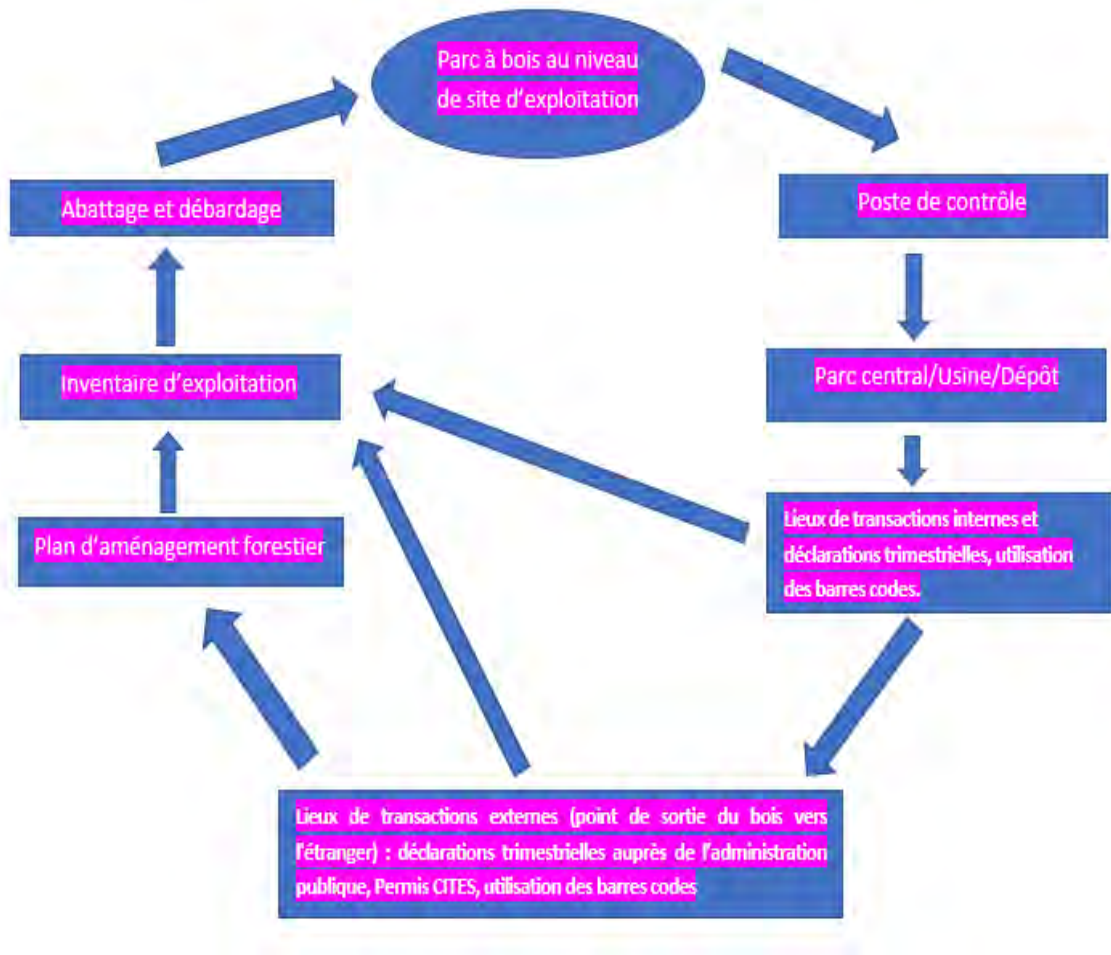 Parc à bois au niveau
de site d'exploitation
Abattage et débardage
Poste de contrôle
Inventaire d'exploitation
Parc central/Usine/Dépôt
Plan d'aménagement forestier
Lieux de transactions internes et
déclarations trimestrielles, utilisation
des barres codes.
Lieux de transactions externes (point de sortie du bois vers
l'étranger) : déclarations trimestrielles auprès de l'administration
publique, Permis CITES, utilisation des barres codes